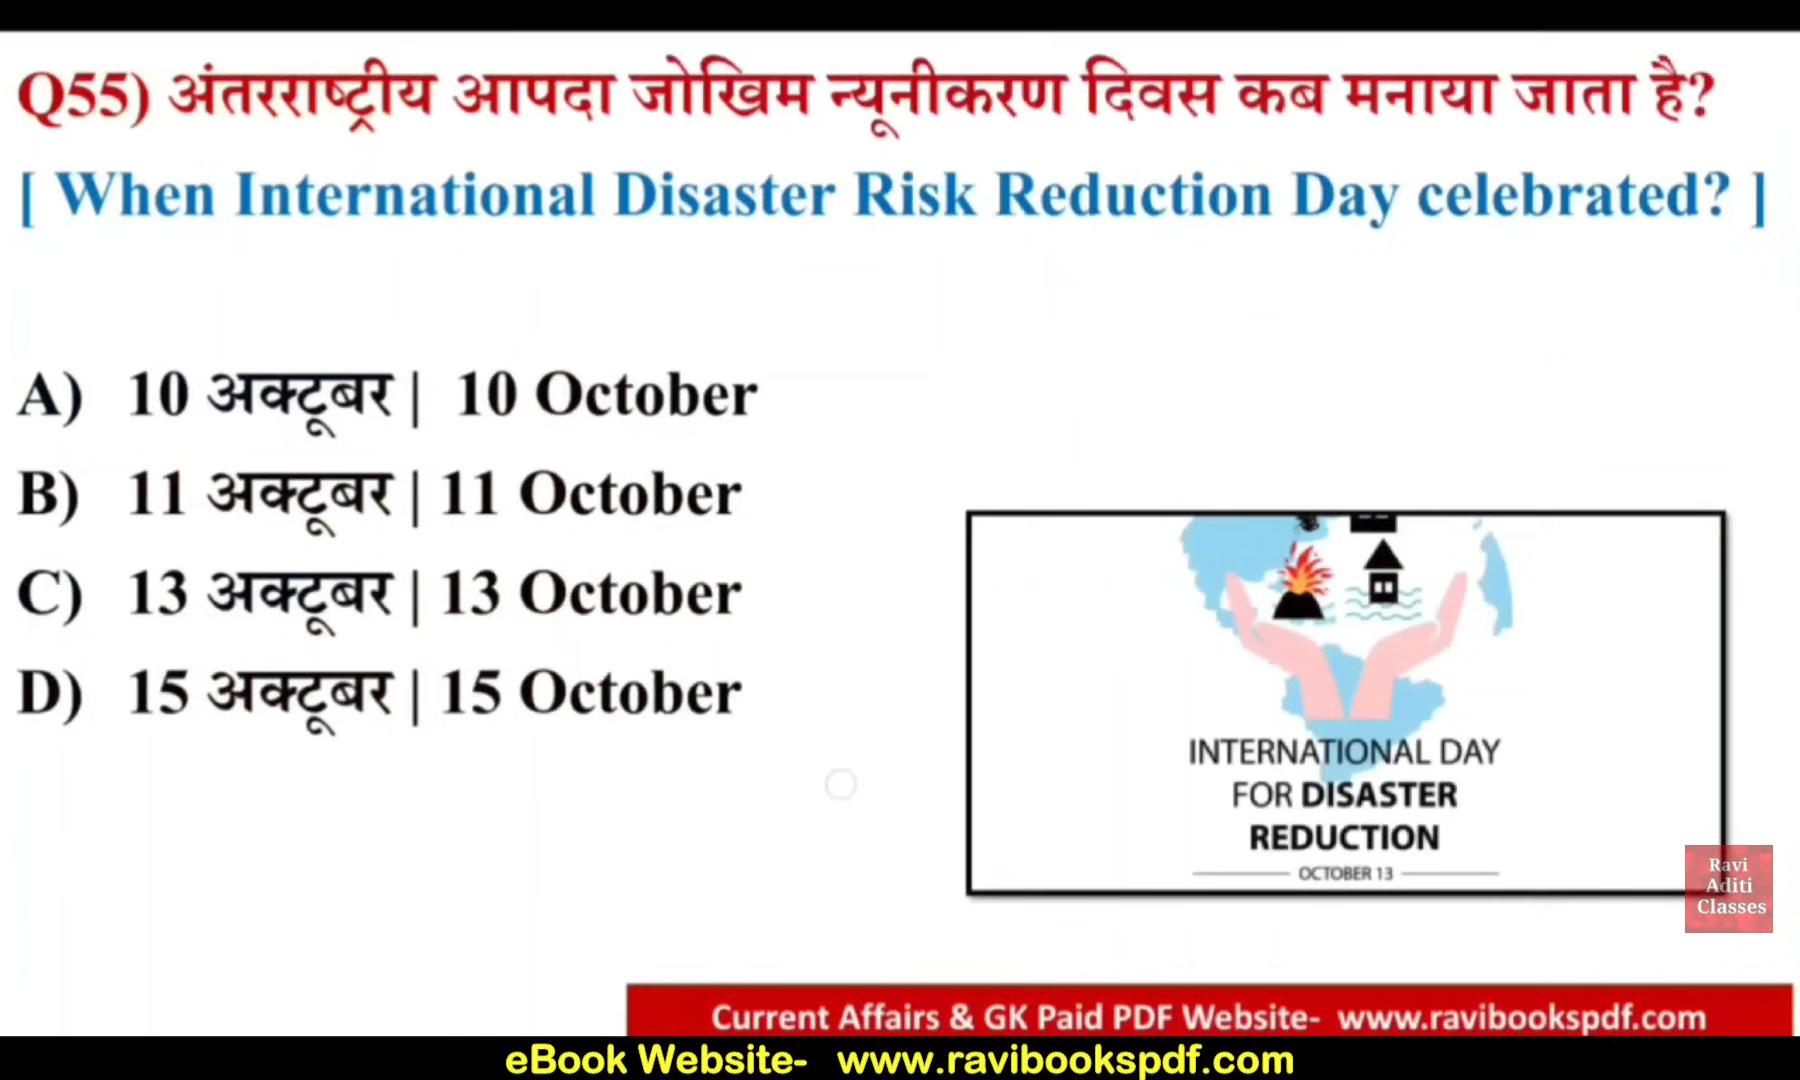 Q55) अंतरराष्ट्रीय आपदा जोखिम न्यूनीकरण दिवस कब मनाया जाता है?
[ When International Disaster Risk Reduction Day celebrated? ]
A) 10 अक्टूबर | 10 October
B) 11 अक्टूबर | 11 October
C) 13 अक्टूबर | 13 October
D) 15 अक्टूबर | 15 October
INTERNATIONAL DAY
FOR DISASTER
REDUCTION
OCTOBER 13
Ravi
Aditi
Classes
Current Affairs & GK Paid PDF Website- www.ravibookspdf.com
eBook Website- www.ravibookspdf.com